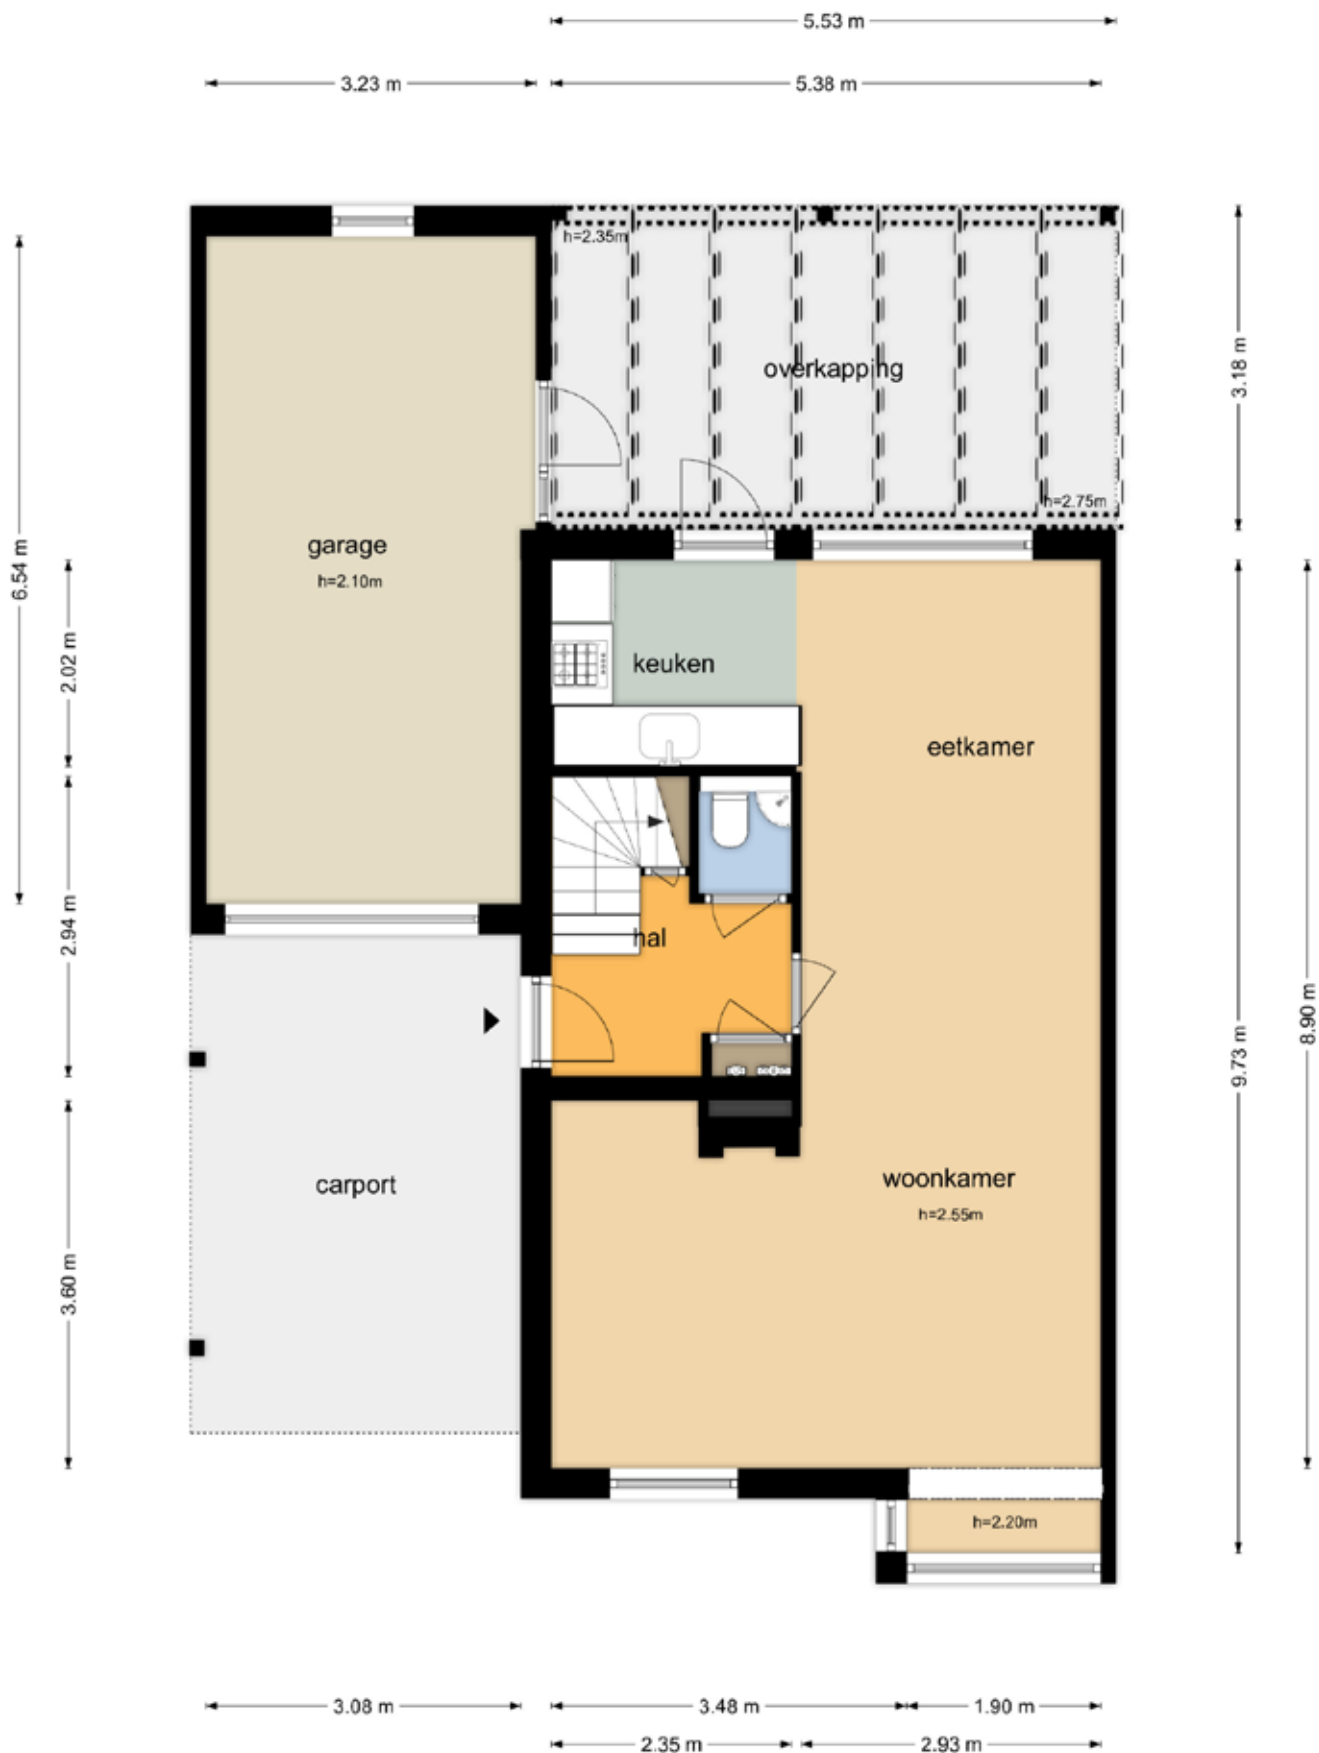 5.53 m
3.23 m
5.38 m
h=2.35m
overkapping
3.18 m
h=2.75m
garage
h=2.10m
6.54 m
2.02 m
keuken
eetkamer
2.94 m
hal
9.73 m
8.90 m
carport
woonkamer
h=2.55m
3.60 m
h=2.20m
3.08 m
3.48 m
1.90 m
2.35 m
2.93 m